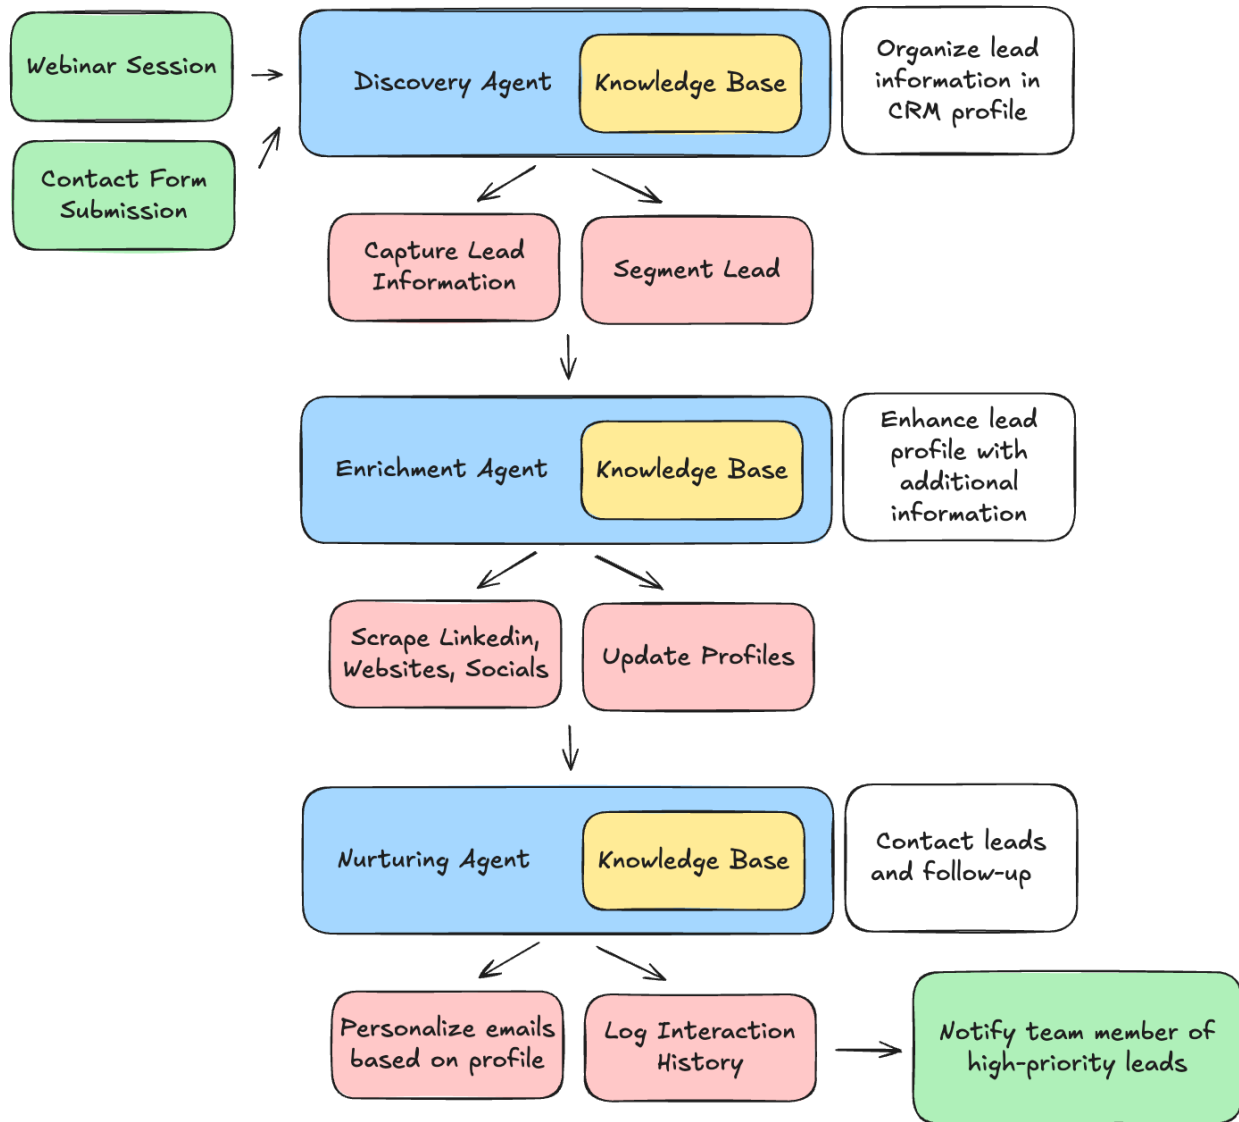 Webinar Session
Contact Form
Submission
Discovery Agent
Knowledge Base
Organize lead
information in
CRM profile
Capture Lead
Information
Segment Lead
Enrichment Agent
Knowledge Base
Enhance lead
profile with
additional
information
Scrape Linkedin,
Websites, Socials
Update Profiles
Nurturing Agent
Knowledge Base
Contact leads
and follow-up
Personalize emails
based on profile
Log Interaction
History
Notify team member of
high-priority leads